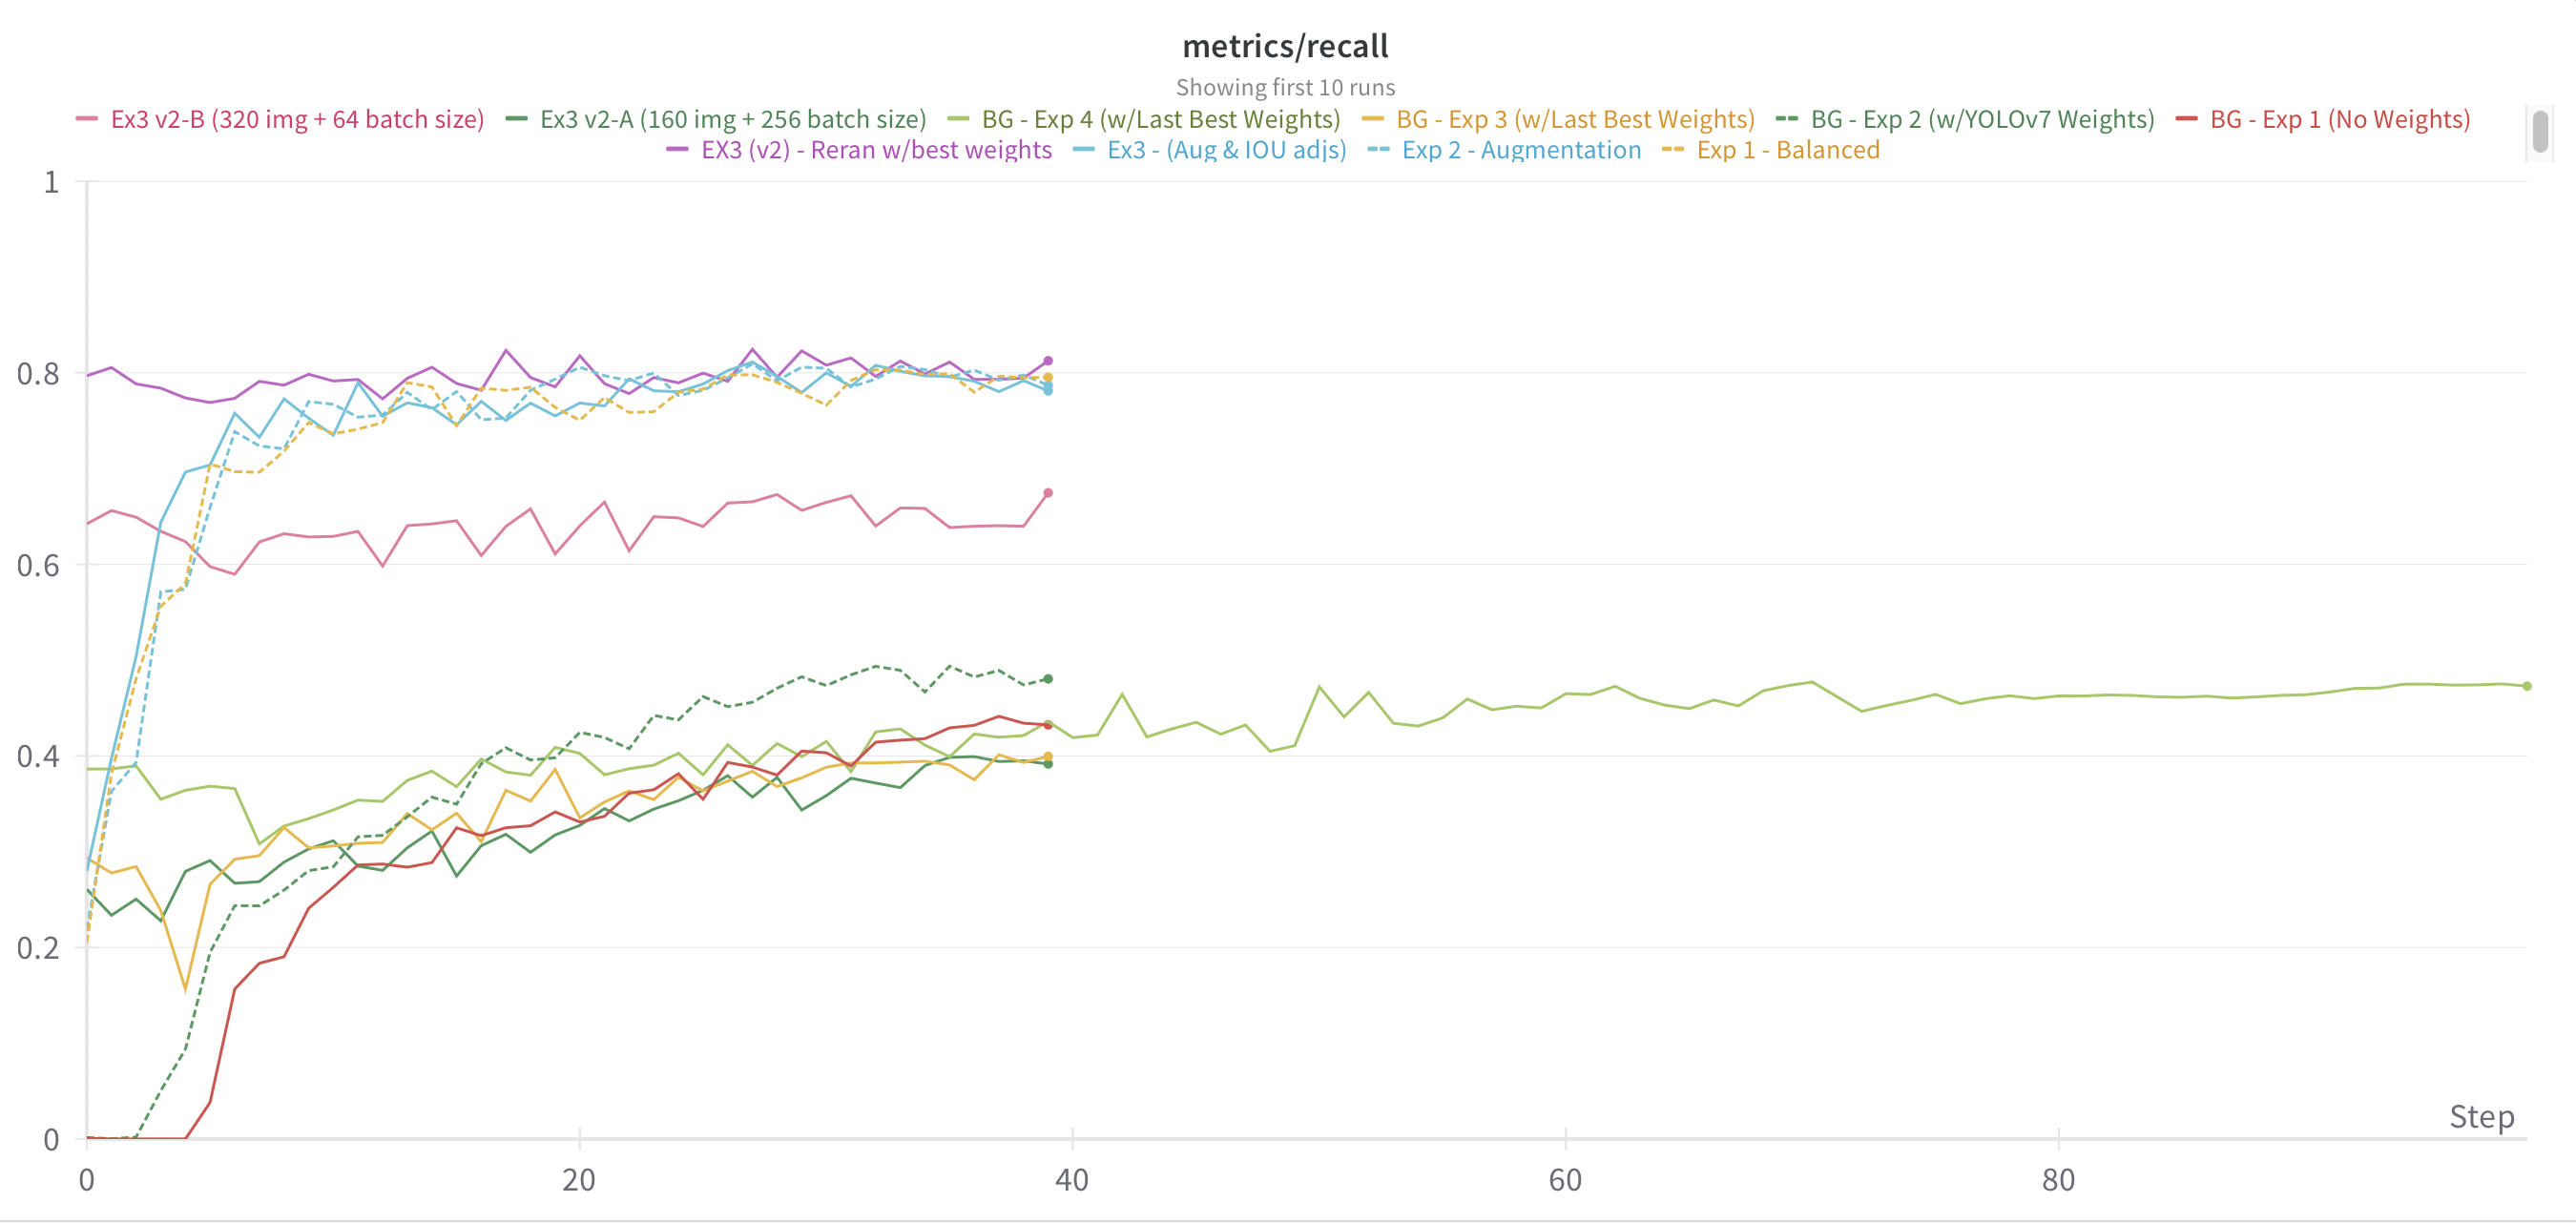 metrics/recall
Showing first 10 runs
Ex3 v2-B (320 img + 64 batch size) Ex3 v2-A (160 img + 256 batch size) BG - Exp 4 (w/Last Best Weights) BG - Exp 3 (w/Last Best Weights) BG - Exp 2 (w/YOLOv7 Weights) BG - Exp 1 (No Weights)
EX3 (v2) - Reran w/best weights Ex3 - (Aug & IOU adjs) Exp 2 - Augmentation Exp 1 - Balanced
1
0.8
0.6
0.4
0.2
0
Step
0 20 40 60 80